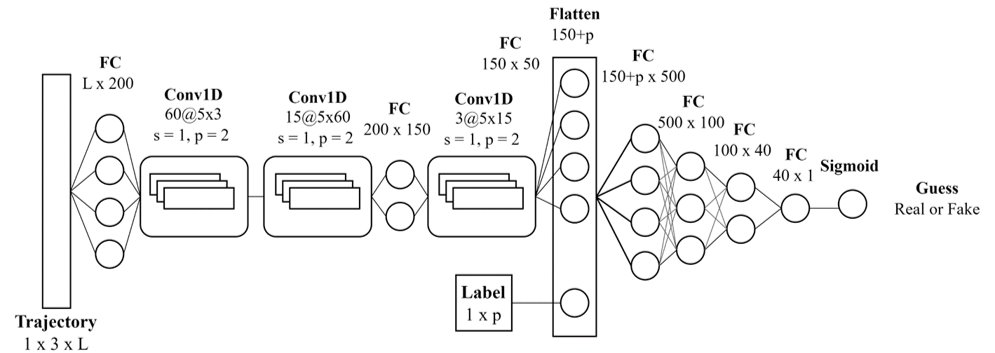 Trajectory
1 x 3 x L
FC
L x 200
Conv1D
60@5x3
s = 1, p = 2
Conv1D
15@5x60
s = 1, p = 2
FC
200 x 150
Conv1D
3@5x15
s = 1, p = 2
FC
150 x 50
Flatten
150+p
Label
1 x p
FC
150+p x 500
FC
500 x 100
FC
100 x 40
FC
40 x 1
Sigmoid
Guess
Real or Fake